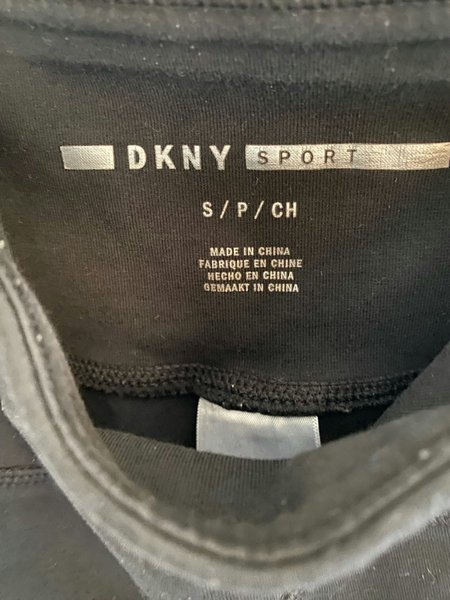 DKNY SPORT
S/P/CH
MADE IN CHINA
FABRIQUE EN CHINE
HECHO EN CHINA
GEMAAKT IN CHINA